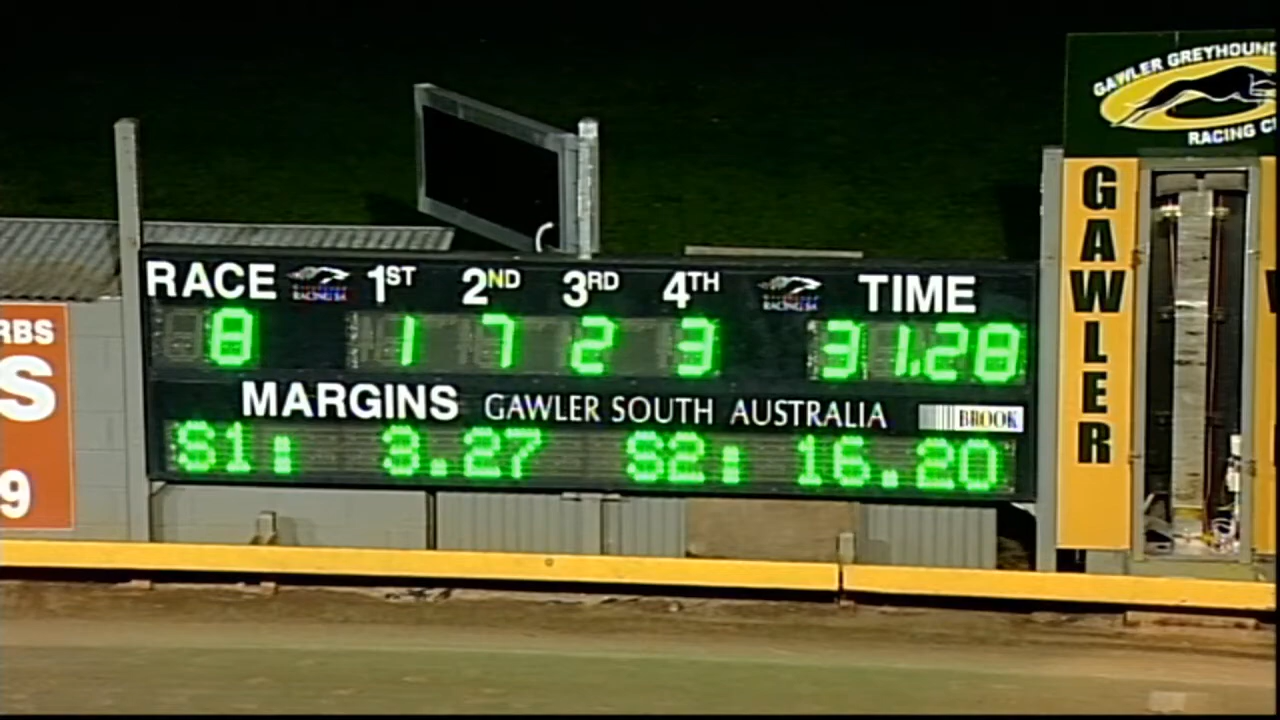 GAWLER GREYHOUND
RACING C
GAWLER
RACE 1ST 2ND 3RD 4TH TIME
8 1 7 2 3 31.28
MARGINS GAWLER SOUTH AUSTRALIA BROOK
S1: 3.27 S2: 16.20
RBS
S
9